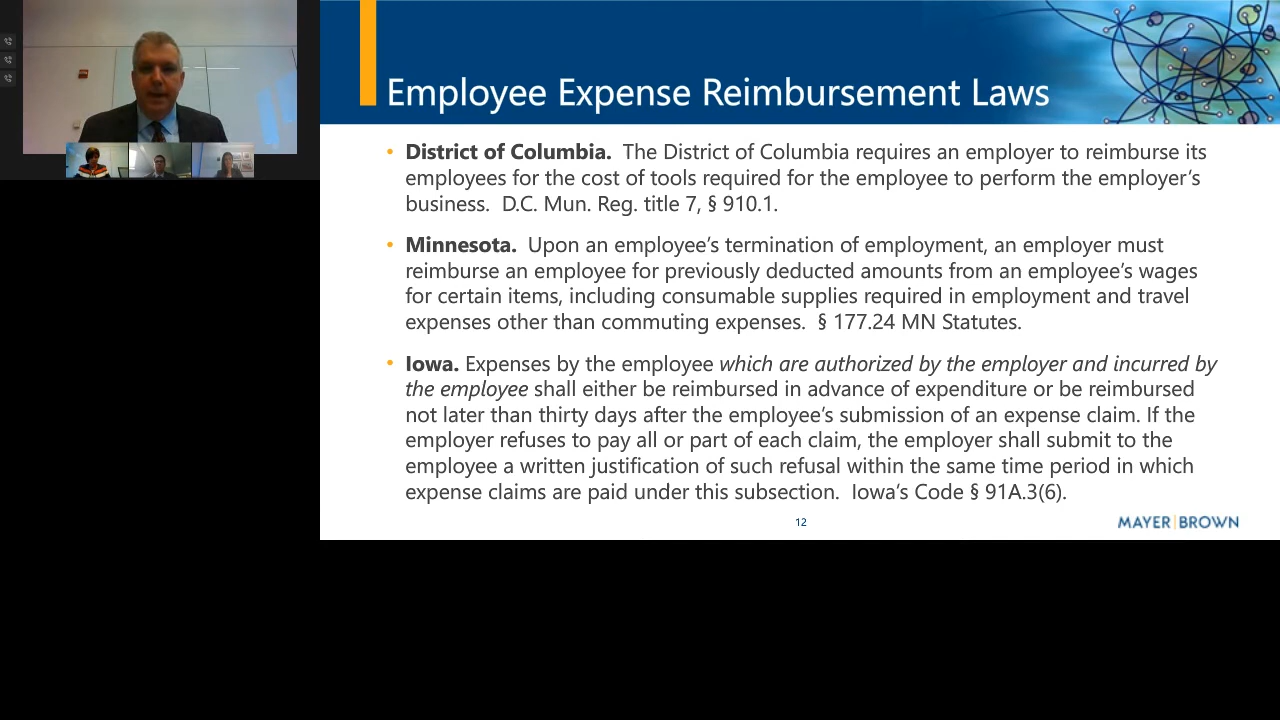 Employee Expense Reimbursement Laws
• District of Columbia. The District of Columbia requires an employer to reimburse its
employees for the cost of tools required for the employee to perform the employer’s
business. D.C. Mun. Reg. title 7, § 910.1.
• Minnesota. Upon an employee’s termination of employment, an employer must
reimburse an employee for previously deducted amounts from an employee’s wages
for certain items, including consumable supplies required in employment and travel
expenses other than commuting expenses. § 177.24 MN Statutes.
• Iowa. Expenses by the employee which are authorized by the employer and incurred by
the employee shall either be reimbursed in advance of expenditure or be reimbursed
not later than thirty days after the employee’s submission of an expense claim. If the
employer refuses to pay all or part of each claim, the employer shall submit to the
employee a written justification of such refusal within the same time period in which
expense claims are paid under this subsection. Iowa’s Code § 91A.3(6).
12
MAYER|BROWN